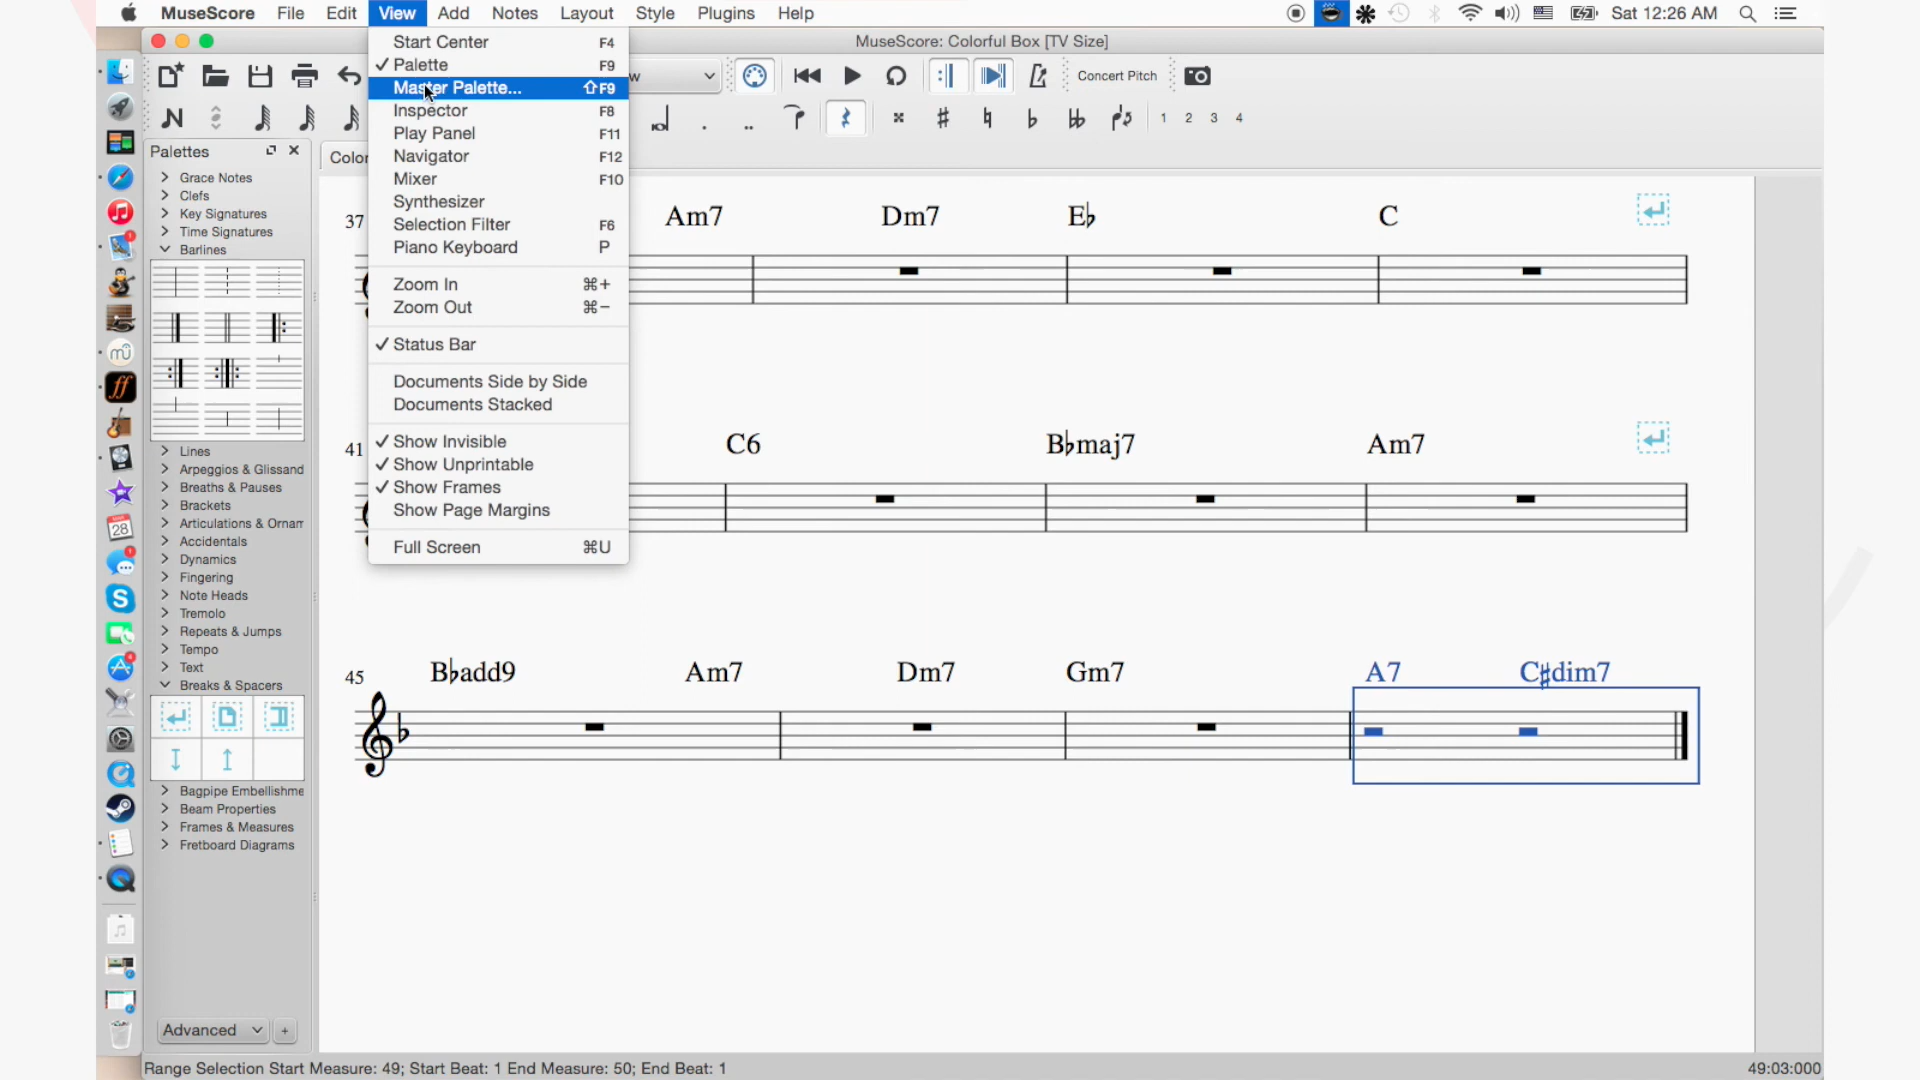 MuseScore File Edit View Add Notes Layout Style Plugins Help Sat 12:26 AM
MuseScore: Colorful Box [TV Size]
Start Center F4
✓ Palette F9
Master Palette... ⇧F9
Inspector F8
Play Panel F11
Navigator F12
Mixer F10
Synthesizer
Selection Filter F6
Piano Keyboard P
Zoom In ⌘+
Zoom Out ⌘−
✓ Status Bar
Documents Side by Side
Documents Stacked
✓ Show Invisible
✓ Show Unprintable
✓ Show Frames
Show Page Margins
Full Screen ⌘U
w Concert Pitch
1 2 3 4
Palettes
Grace Notes
Clefs
Key Signatures
Time Signatures
Barlines
Lines
Arpeggios & Glissand
Breaths & Pauses
Brackets
Articulations & Ornam
Accidentals
Dynamics
Fingering
Note Heads
Tremolo
Repeats & Jumps
Tempo
Text
Breaks & Spacers
Bagpipe Embellishme
Beam Properties
Frames & Measures
Fretboard Diagrams
Advanced +
Color
37 Am7 Dm7 E♭ C
41 C6 B♭maj7 Am7
45 B♭add9 Am7 Dm7 Gm7 A7 C♯dim7
28
Range Selection Start Measure: 49; Start Beat: 1 End Measure: 50; End Beat: 1 49:03:000